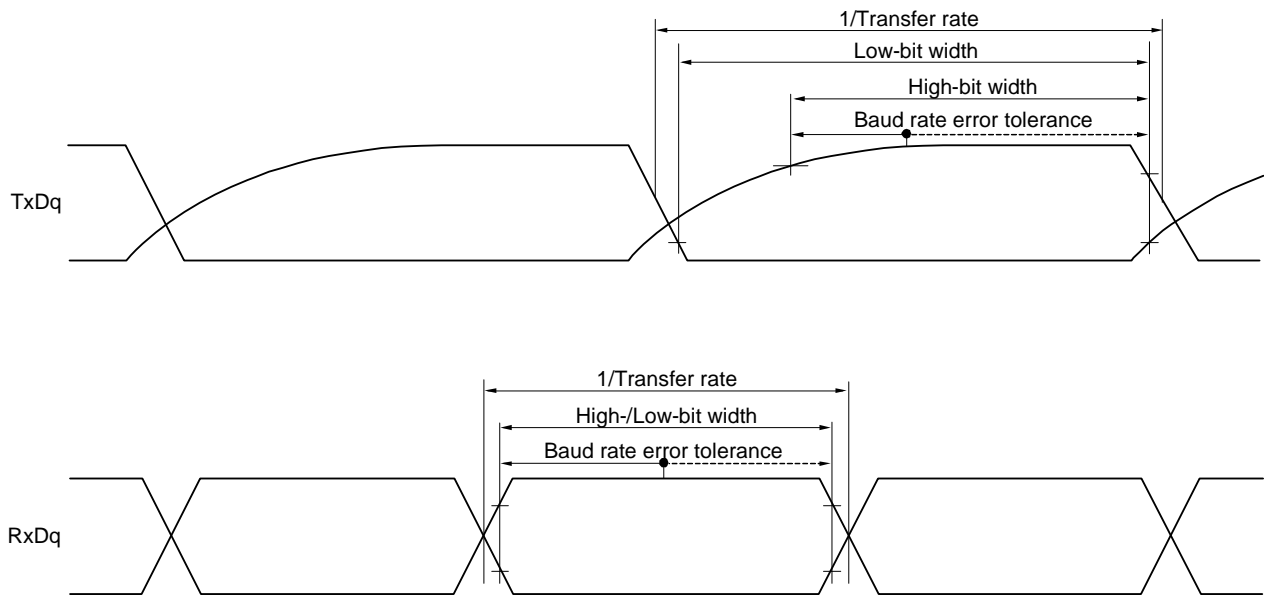 1/Transfer rate
Low-bit width
High-bit width
Baud rate error tolerance
TxDq
1/Transfer rate
High-/Low-bit width
Baud rate error tolerance
RxDq